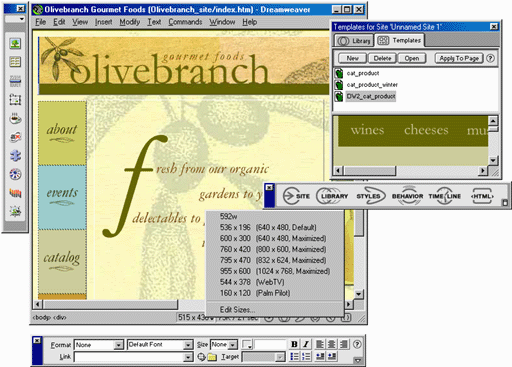 Olivebranch Gourmet Foods (Olivebranch_site/index.htm) - Dreamweaver
File Edit View Insert Modify Text Commands Window Help
gourmet foods
olivebranch
about
events
catalog
fresh from our organic
gardens to y
delectables to
592w
536 x 196 (640 x 480, Default)
600 x 300 (640 x 480, Maximized)
760 x 420 (800 x 600, Maximized)
795 x 470 (832 x 624, Maximized)
955 x 600 (1024 x 768, Maximized)
544 x 378 (WebTV)
160 x 120 (Palm Pilot)
Edit Sizes...
<body> <div>
Templates for Site 'Unnamed Site 1'
Library Templates
New Delete Open Apply To Page
cat_product
cat_product_winter
DW2_cat_product
wines cheeses mu
SITE LIBRARY STYLES BEHAVIOR TIMELINE <HTML>
Format None Default Font Size None B I
Link Target